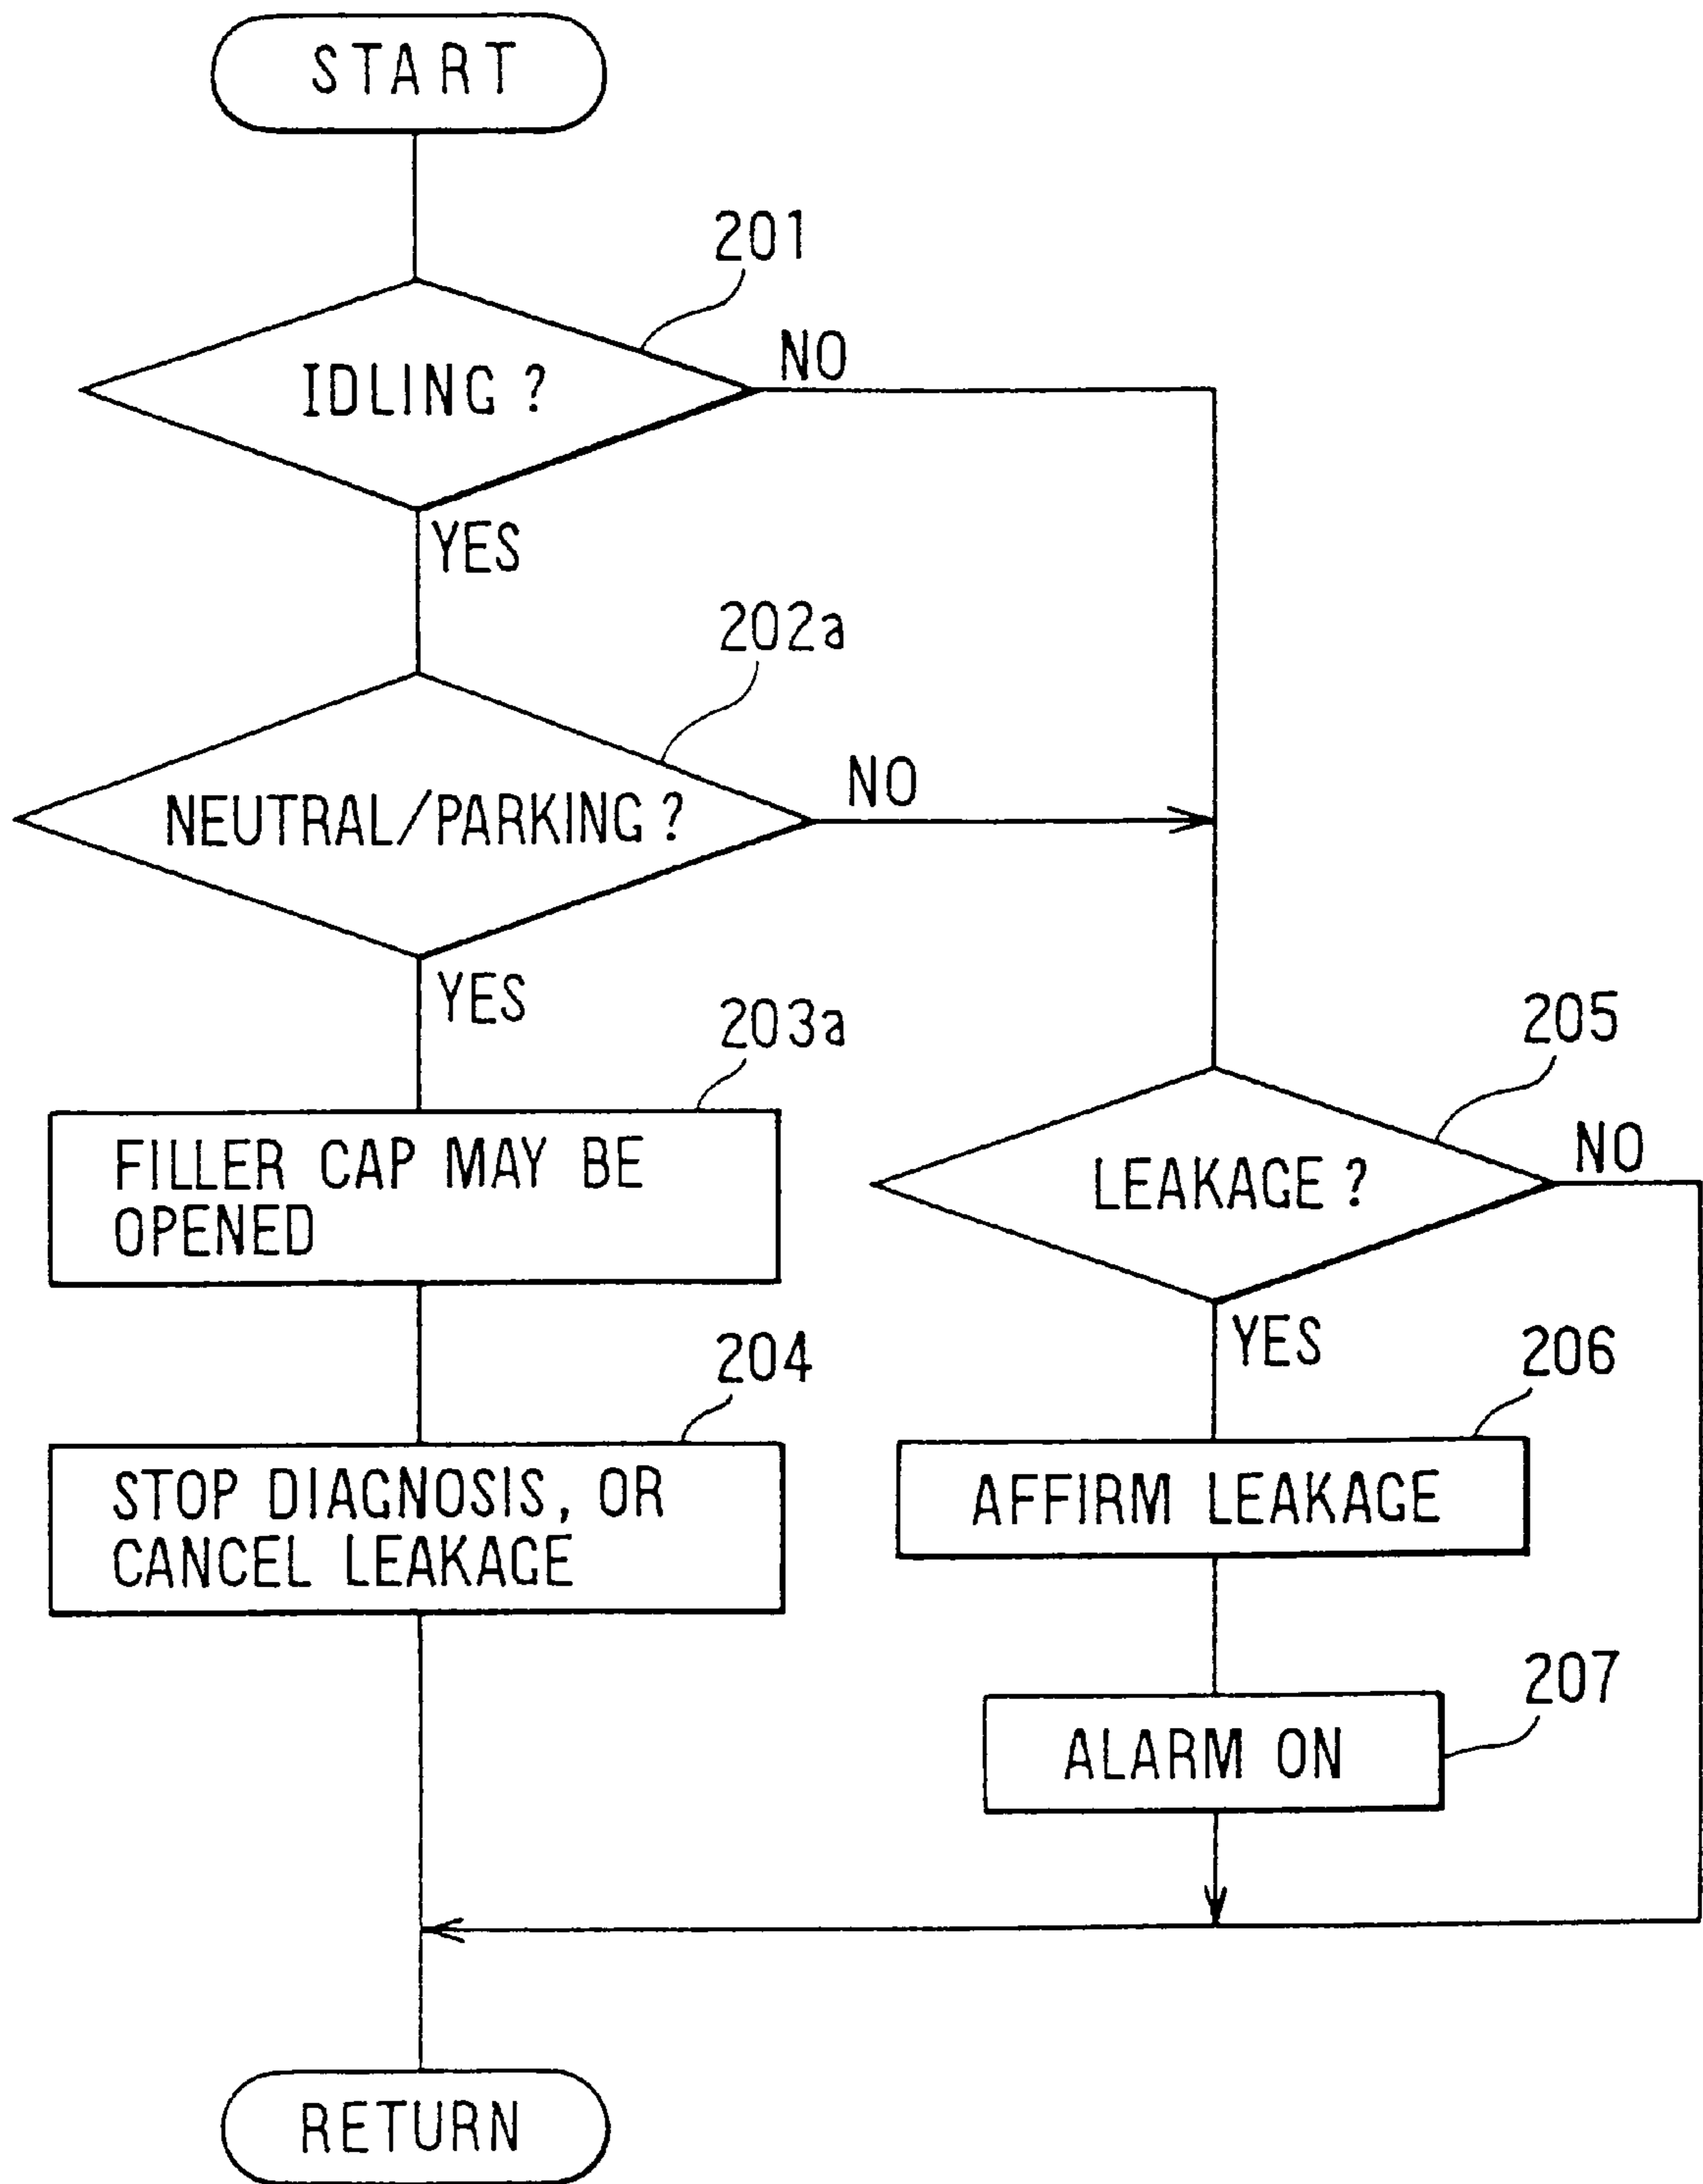 START
201
IDLING ?
NO
YES
202a
NEUTRAL/PARKING ?
NO
YES
203a
FILLER CAP MAY BE
OPENED
204
STOP DIAGNOSIS, OR
CANCEL LEAKAGE
205
LEAKAGE ?
NO
YES
206
AFFIRM LEAKAGE
207
ALARM ON
RETURN